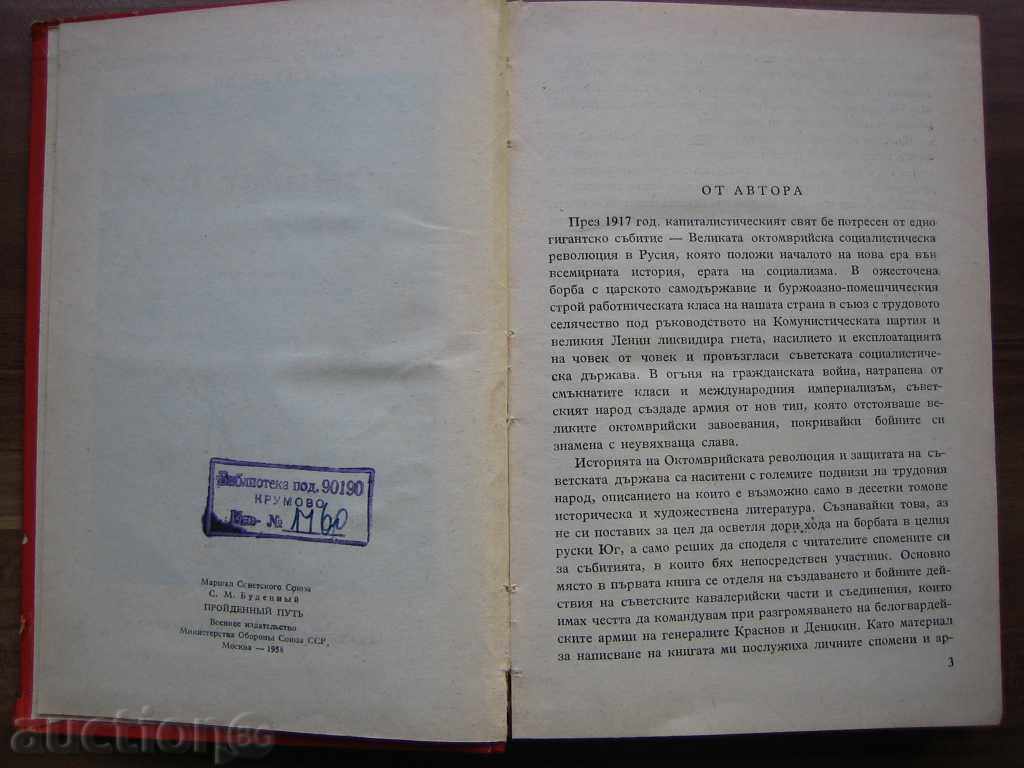 Библиотека под. 90190
КРУМОВО
Инв- № М60
Маршал Советского Союза
С. М. Буденный
ПРОЙДЕННЫЙ ПУТЬ
Военное издательство
Министерства Обороны Союза ССР,
Москва — 1958
ОТ АВТОРА
През 1917 год. капиталистическият свят бе потресен от едно
гигантско събитие — Великата октомврийска социалистическа
революция в Русия, която положи началото на нова ера във
всемирната история, ерата на социализма. В ожесточена
борба с царското самодържавие и буржоазно-помешчическия
строй работническата класа на нашата страна в съюз с трудовото
селячество под ръководството на Комунистическата партия и
великия Ленин ликвидира гнета, насилието и експлоатацията
на човек от човек и провъзгласи съветската социалистиче-
ска държава. В огъня на гражданската война, натрапена от
смъкнатите класи и международния империализъм, съвет-
ският народ създаде армия от нов тип, която отстояваше ве-
ликите октомврийски завоевания, покривайки бойните си
знамена с неувяхваща слава.
Историята на Октомврийската революция и защитата на съ-
ветската държава са наситени с големите подвизи на трудовия
народ, описанието на които е възможно само в десетки томове
историческа и художествена литература. Съзнавайки това, аз
не си поставих за цел да осветля дори хода на борбата в целия
руски Юг, а само реших да споделя с читателите спомените си
за събитията, в които бях непосредствен участник. Основно
място в първата книга се отделя на създаването и бойните дей-
ствия на съветските кавалерийски части и съединения, които
имах честта да командувам при разгромяването на белогвардей-
ските армии на генералите Краснов и Деникин. Като материал
за написване на книгата ми послужиха личните спомени и ар-
3
auction.bg